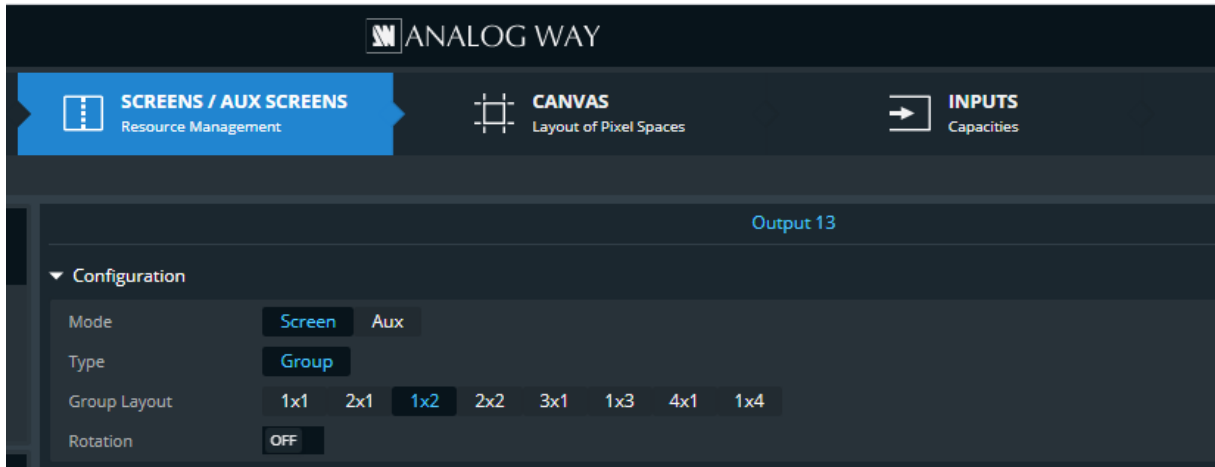 ANALOG WAY
SCREENS / AUX SCREENS
Resource Management
CANVAS
Layout of Pixel Spaces
INPUTS
Capacities
Output 13
Configuration
Mode Screen Aux
Type Group
Group Layout 1x1 2x1 1x2 2x2 3x1 1x3 4x1 1x4
Rotation OFF